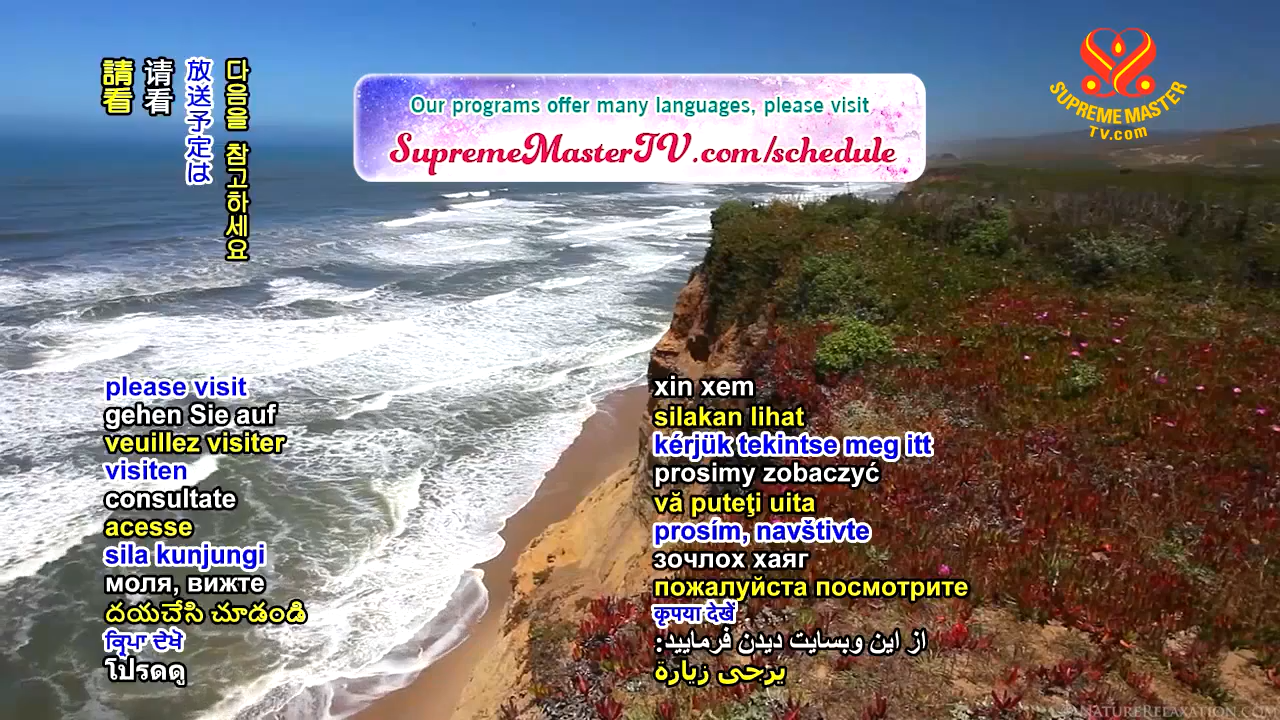 請看
请看
放送予定は
다음을 참고하세요
Our programs offer many languages, please visit
SupremeMasterTV.com/schedule
SUPREME MASTER
TV.com
please visit
gehen Sie auf
veuillez visiter
visiten
consultate
acesse
sila kunjungi
моля, вижте
దయచేసి చూడండి
ਕ੍ਰਿਪਾ ਦੇਖੋ
โปรดดู
xin xem
silakan lihat
kérjük tekintse meg itt
prosimy zobaczyć
vă puteţi uita
prosím, navštivte
зочлох хаяг
пожалуйста посмотрите
कृपया देखें
از این وبسایت دیدن فرمایید:
يرجى زيارة
NATURERELAXATION.COM